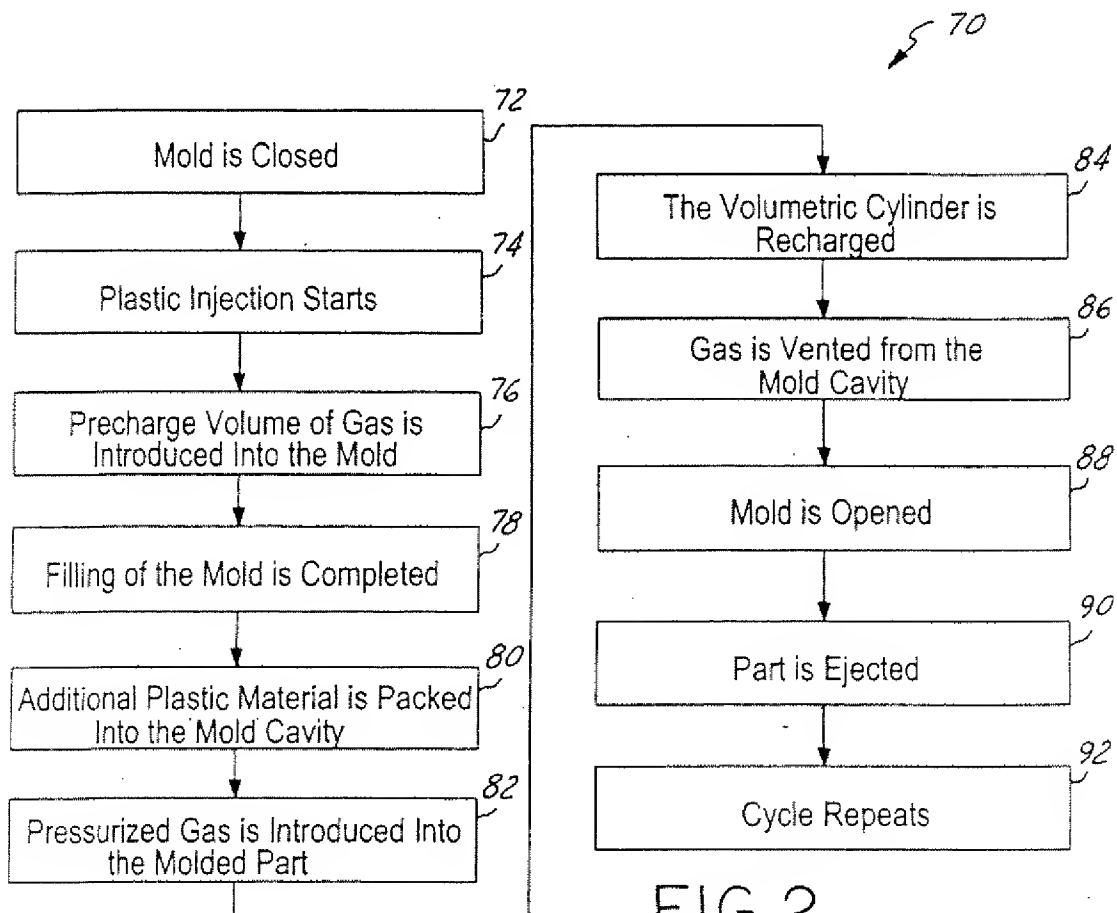 70
72
Mold is Closed
74
Plastic Injection Starts
76
Precharge Volume of Gas is
Introduced Into the Mold
78
Filling of the Mold is Completed
80
Additional Plastic Material is Packed
Into the Mold Cavity
82
Pressurized Gas is Introduced Into
the Molded Part
84
The Volumetric Cylinder is
Recharged
86
Gas is Vented from the
Mold Cavity
88
Mold is Opened
90
Part is Ejected
92
Cycle Repeats
FIG. 2